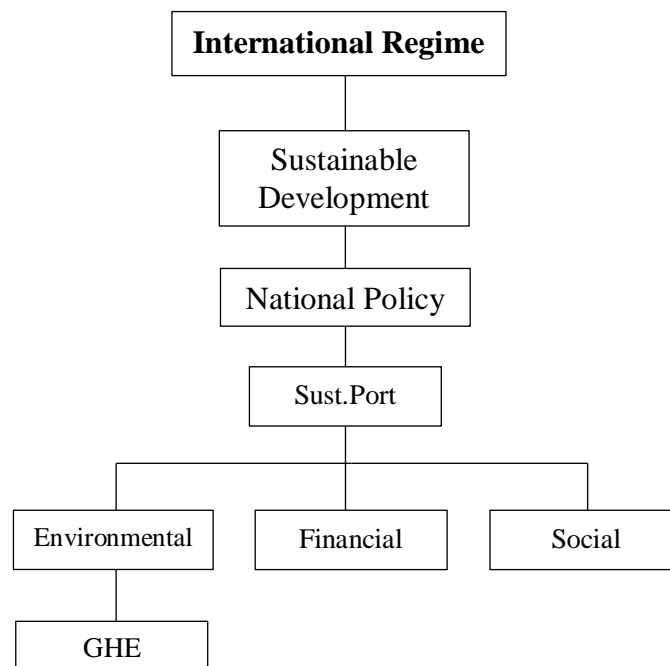 International Regime
Sustainable
Development
National Policy
Sust.Port
Environmental
Financial
Social
GHE